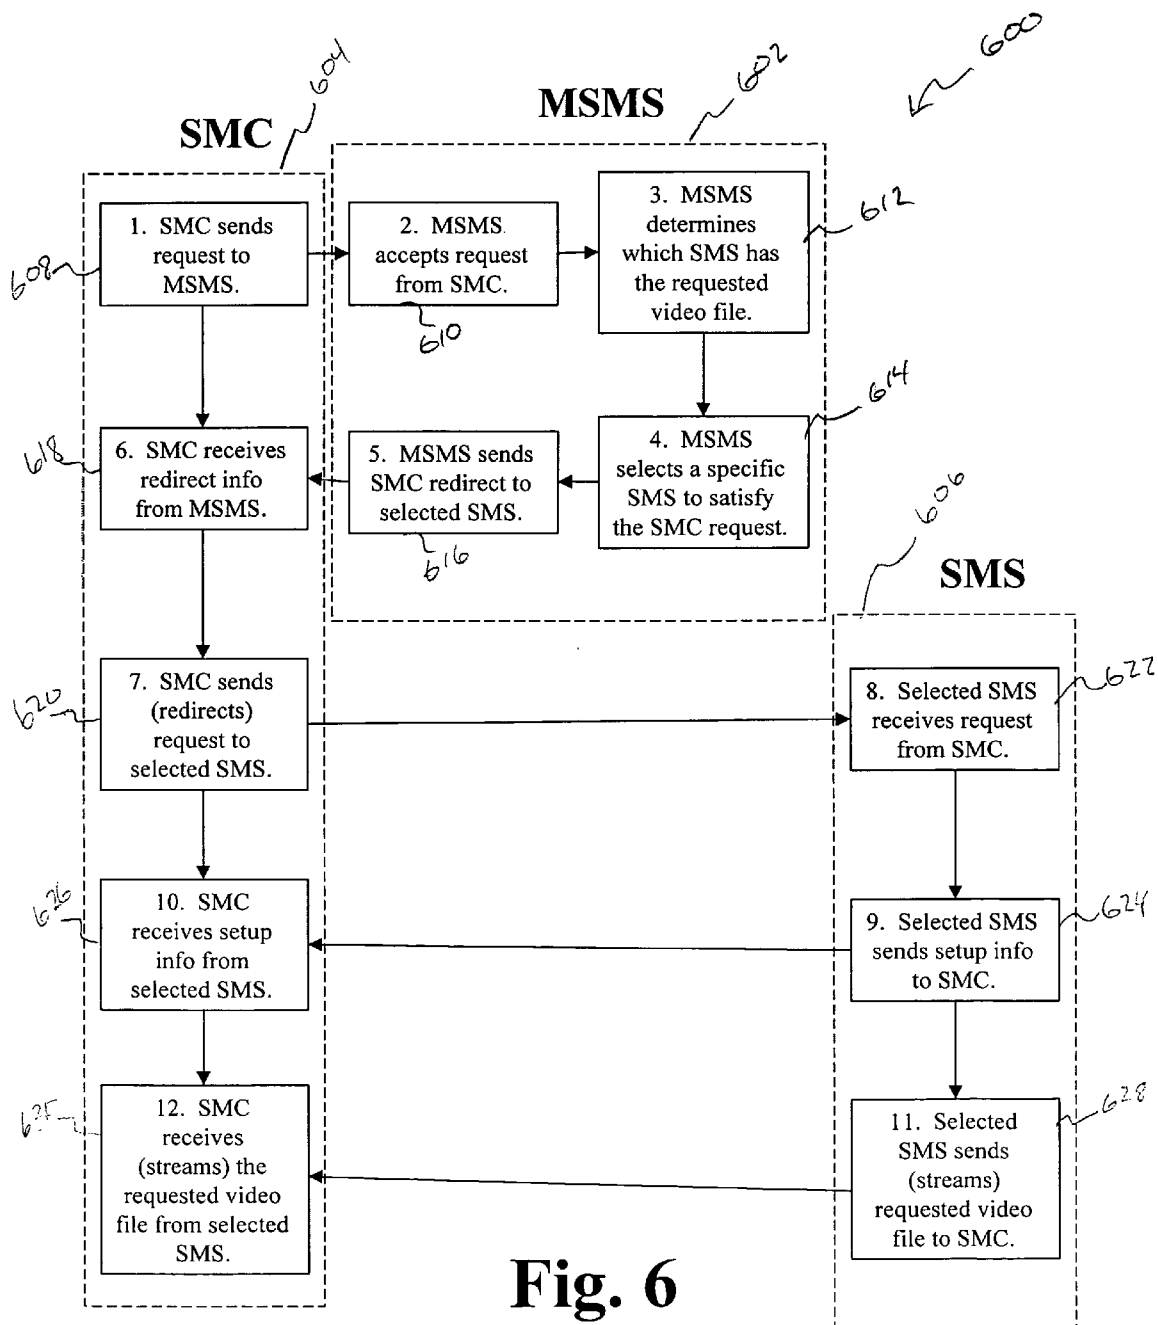 600
604
602
SMC
MSMS
1. SMC sends
request to
MSMS.
608
2. MSMS
accepts request
from SMC.
610
3. MSMS
determines
which SMS has
the requested
video file.
612
4. MSMS
selects a specific
SMS to satisfy
the SMC request.
614
5. MSMS sends
SMC redirect to
selected SMS.
616
6. SMC receives
redirect info
from MSMS.
618
606
SMS
7. SMC sends
(redirects)
request to
selected SMS.
620
8. Selected SMS
receives request
from SMC.
622
9. Selected SMS
sends setup info
to SMC.
624
10. SMC
receives setup
info from
selected SMS.
626
11. Selected
SMS sends
(streams)
requested video
file to SMC.
628
12. SMC
receives
(streams) the
requested video
file from selected
SMS.
Fig. 6